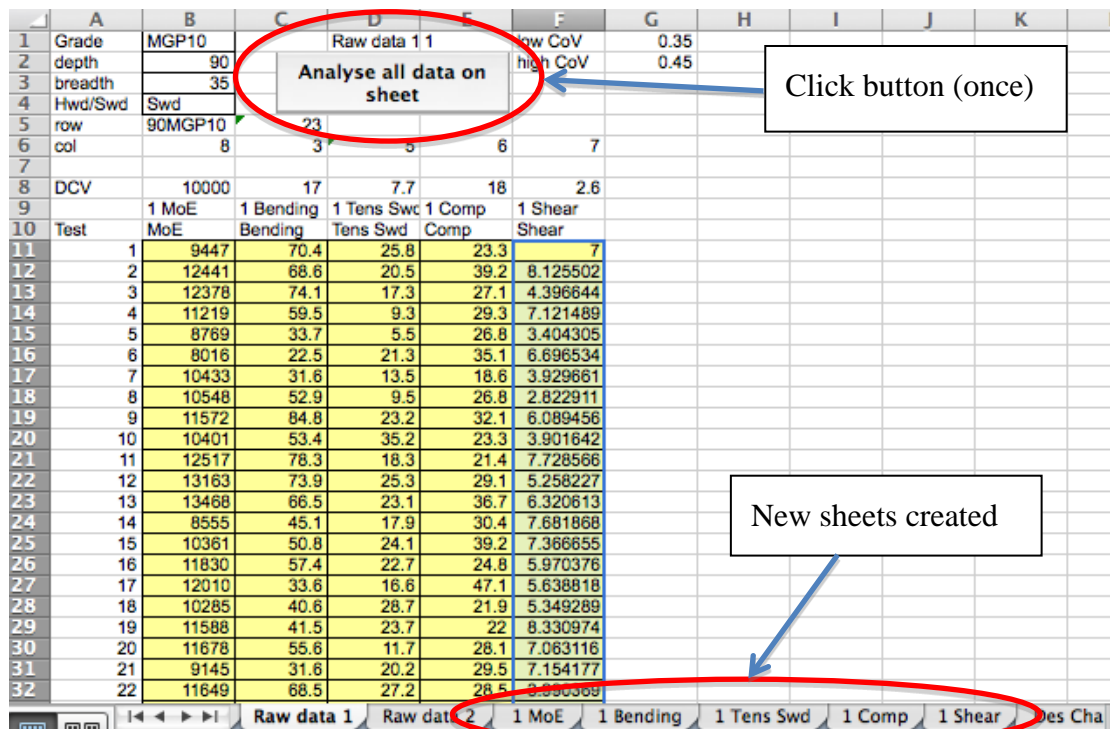 A B C D E F G H I J K
1 Grade MGP10 Raw data 1 1 low CoV 0.35
2 depth 90 high CoV 0.45
3 breadth 35
4 Hwd/Swd Swd
5 row 90MGP10 23
6 col 8 3 5 6 7
7
8 DCV 10000 17 7.7 18 2.6
9 1 MoE 1 Bending 1 Tens Swd 1 Comp 1 Shear
10 Test MoE Bending Tens Swd Comp Shear
11 1 9447 70.4 25.8 23.3 7
12 2 12441 68.6 20.5 39.2 8.125502
13 3 12378 74.1 17.3 27.1 4.396644
14 4 11219 59.5 9.3 29.3 7.121489
15 5 8769 33.7 5.5 26.8 3.404305
16 6 8016 22.5 21.3 35.1 6.696534
17 7 10433 31.6 13.5 18.6 3.929661
18 8 10548 52.9 9.5 26.8 2.822911
19 9 11572 84.8 23.2 32.1 6.089456
20 10 10401 53.4 35.2 23.3 3.901642
21 11 12517 78.3 18.3 21.4 7.728566
22 12 13163 73.9 25.3 29.1 5.258227
23 13 13468 66.5 23.1 36.7 6.320613
24 14 8555 45.1 17.9 30.4 7.681868
25 15 10361 50.8 24.1 39.2 7.366655
26 16 11830 57.4 22.7 24.8 5.970376
27 17 12010 33.6 16.6 47.1 5.638818
28 18 10285 40.6 28.7 21.9 5.349289
29 19 11588 41.5 23.7 22 8.330974
30 20 11678 55.6 11.7 28.1 7.063116
31 21 9145 31.6 20.2 29.5 7.154177
32 22 11649 68.5 27.2 28.5
Analyse all data on
sheet
Click button (once)
New sheets created
Raw data 1 Raw data 2 1 MoE 1 Bending 1 Tens Swd 1 Comp 1 Shear Des Cha